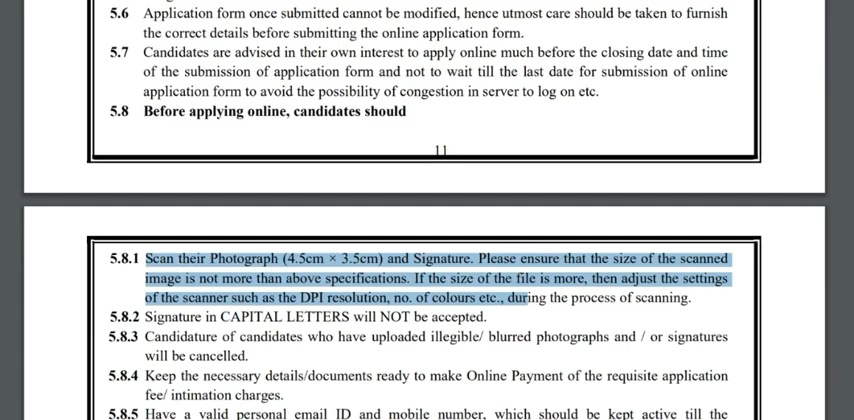 5.6 Application form once submitted cannot be modified, hence utmost care should be taken to furnish
the correct details before submitting the online application form.
5.7 Candidates are advised in their own interest to apply online much before the closing date and time
of the submission of application form and not to wait till the last date for submission of online
application form to avoid the possibility of congestion in server to log on etc.
5.8 Before applying online, candidates should
11
5.8.1 Scan their Photograph (4.5cm × 3.5cm) and Signature. Please ensure that the size of the scanned
image is not more than above specifications. If the size of the file is more, then adjust the settings
of the scanner such as the DPI resolution, no. of colours etc., during the process of scanning.
5.8.2 Signature in CAPITAL LETTERS will NOT be accepted.
5.8.3 Candidature of candidates who have uploaded illegible/ blurred photographs and / or signatures
will be cancelled.
5.8.4 Keep the necessary details/documents ready to make Online Payment of the requisite application
fee/ intimation charges.
5.8.5 Have a valid personal email ID and mobile number, which should be kept active till the